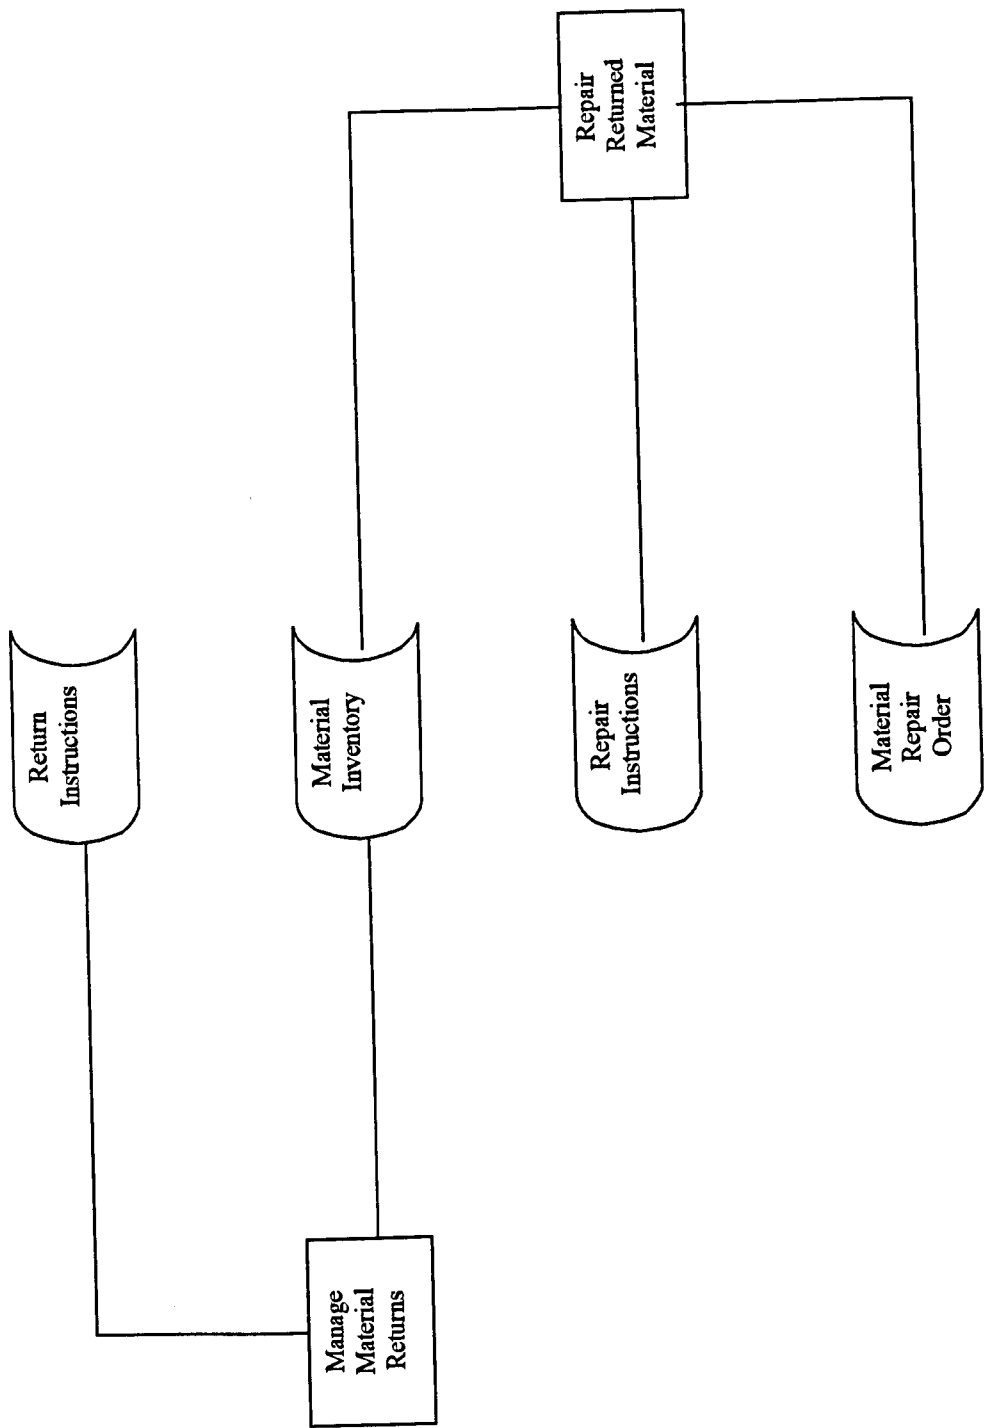 Return
Instructions
Material
Inventory
Repair
Instructions
Material
Repair
Order
Manage
Material
Returns
Repair
Returned
Material